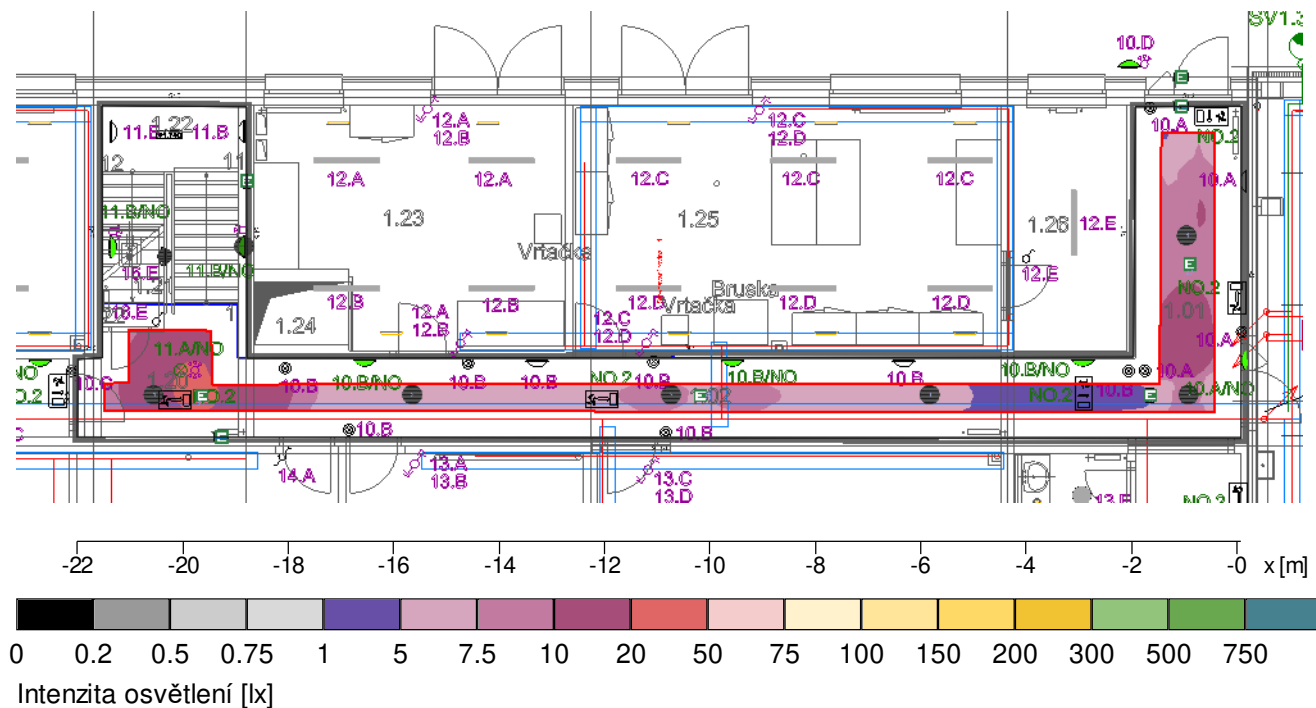 SV1.3
10.D
12.A
12.B
12.C
12.D
11.B
1.22
11.B
10.A
NO.2
12
11
12.A
12.A
12.C
12.C
12.C
10.A
11.B/NO
1.23
1.25
1.26
12.E
Vrtačka
16.E
11.B/NO
12.E
Bruska
NO.2
12.B
12.A
12.B
12.B
12.D
Vrtačka
12.D
12.D
1.01
1.24
12.B
12.C
12.D
10.A
11.A/NO
1.20
NO.2
10.B
10.B/NO
10.B
10.B
NO.2
10.B
10.B/NO
10.B
10.B/NO
NO.2
10.B
10.A
10.A/NO
10.C
10.B
10.B
14.A
13.A
13.B
13.C
13.D
13.E
NO.2
-22 -20 -18 -16 -14 -12 -10 -8 -6 -4 -2 -0 x [m]
0 0.2 0.5 0.75 1 5 7.5 10 20 50 75 100 150 200 300 500 750
Intenzita osvětlení [lx]